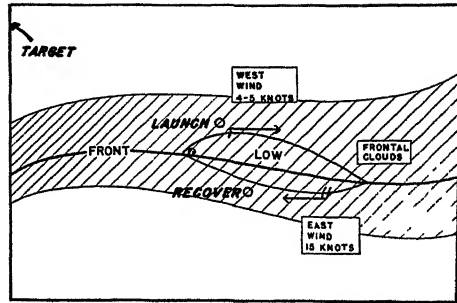 TARGET
WEST
WIND
4-5 KNOTS
LAUNCH
FRONT
LOW
FRONTAL
CLOUDS
RECOVER
EAST
WIND
15 KNOTS